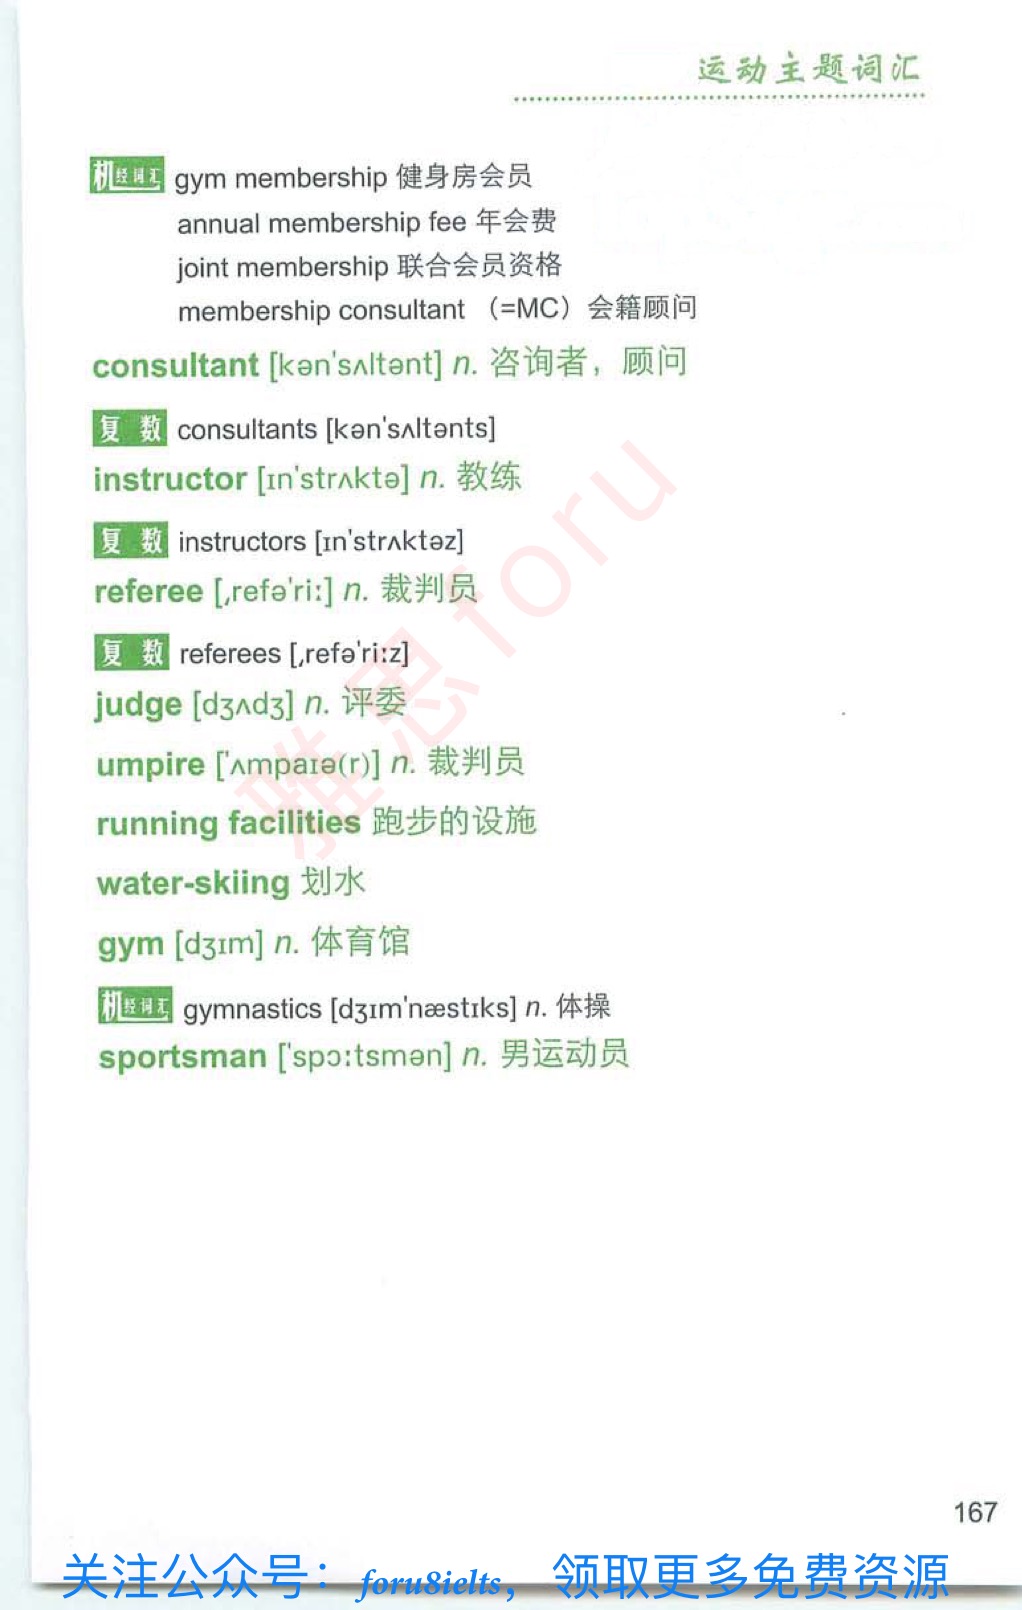 运动主题词汇
机经词汇 gym membership 健身房会员
annual membership fee 年会费
joint membership 联合会员资格
membership consultant （=MC）会籍顾问
consultant [kən'sʌltənt] n. 咨询者，顾问
复 数 consultants [kən'sʌltənts]
instructor [ɪn'strʌktə] n. 教练
复 数 instructors [ɪn'strʌktəz]
referee [ˌrefə'riː] n. 裁判员
复 数 referees [ˌrefə'riːz]
judge [dʒʌdʒ] n. 评委
umpire ['ʌmpaɪə(r)] n. 裁判员
running facilities 跑步的设施
water-skiing 划水
gym [dʒɪm] n. 体育馆
机经词汇 gymnastics [dʒɪm'næstɪks] n. 体操
sportsman ['spɔːtsmən] n. 男运动员
雅思foru
167
关注公众号：foru8ielts，领取更多免费资源